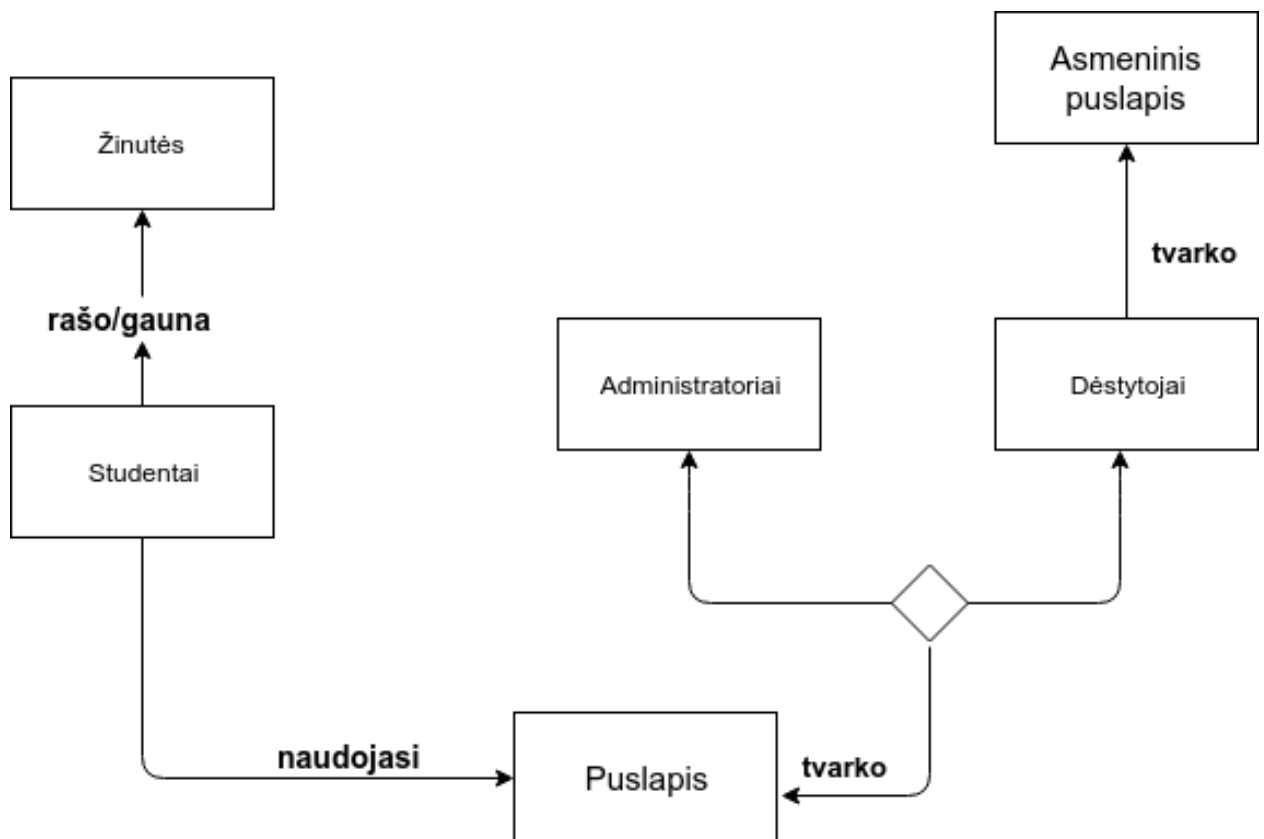 Asmeninis
puslapis
Žinutės
tvarko
rašo/gauna
Administratoriai
Dėstytojai
Studentai
naudojasi
Puslapis
tvarko